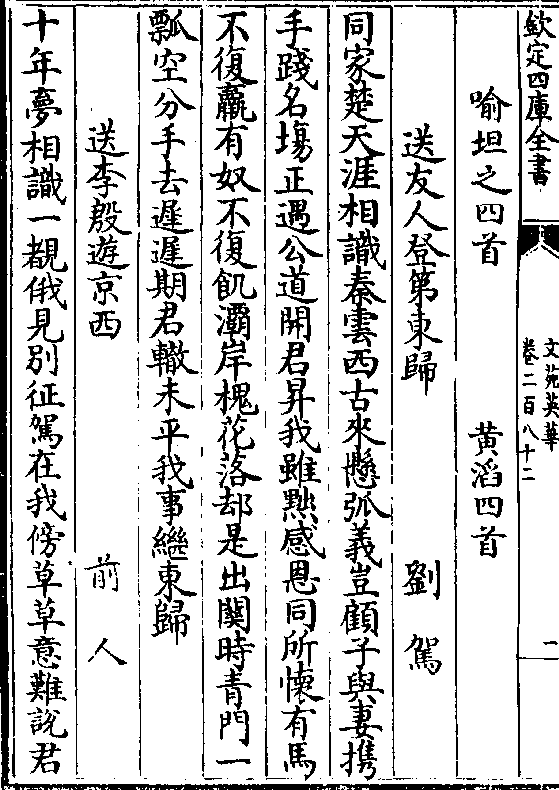 欽定四庫全書
文苑英華
卷二百八十二
一
喻坦之四首 黄滔四首
送友人登第東歸 劉駕
同家楚天涯相識秦雲西古來懸弧義豈顧子與妻携
手踐名塲正遇公道開君昇我雖黙感恩同所懷有馬
不復羸有奴不復飢灞岸槐花落却是出關時青門一
瓢空分手去遲遲期君轍未平我事繼東歸
送李殷遊京西 前人
十年夢相識一覩俄見别征駕在我傍草草意難說君